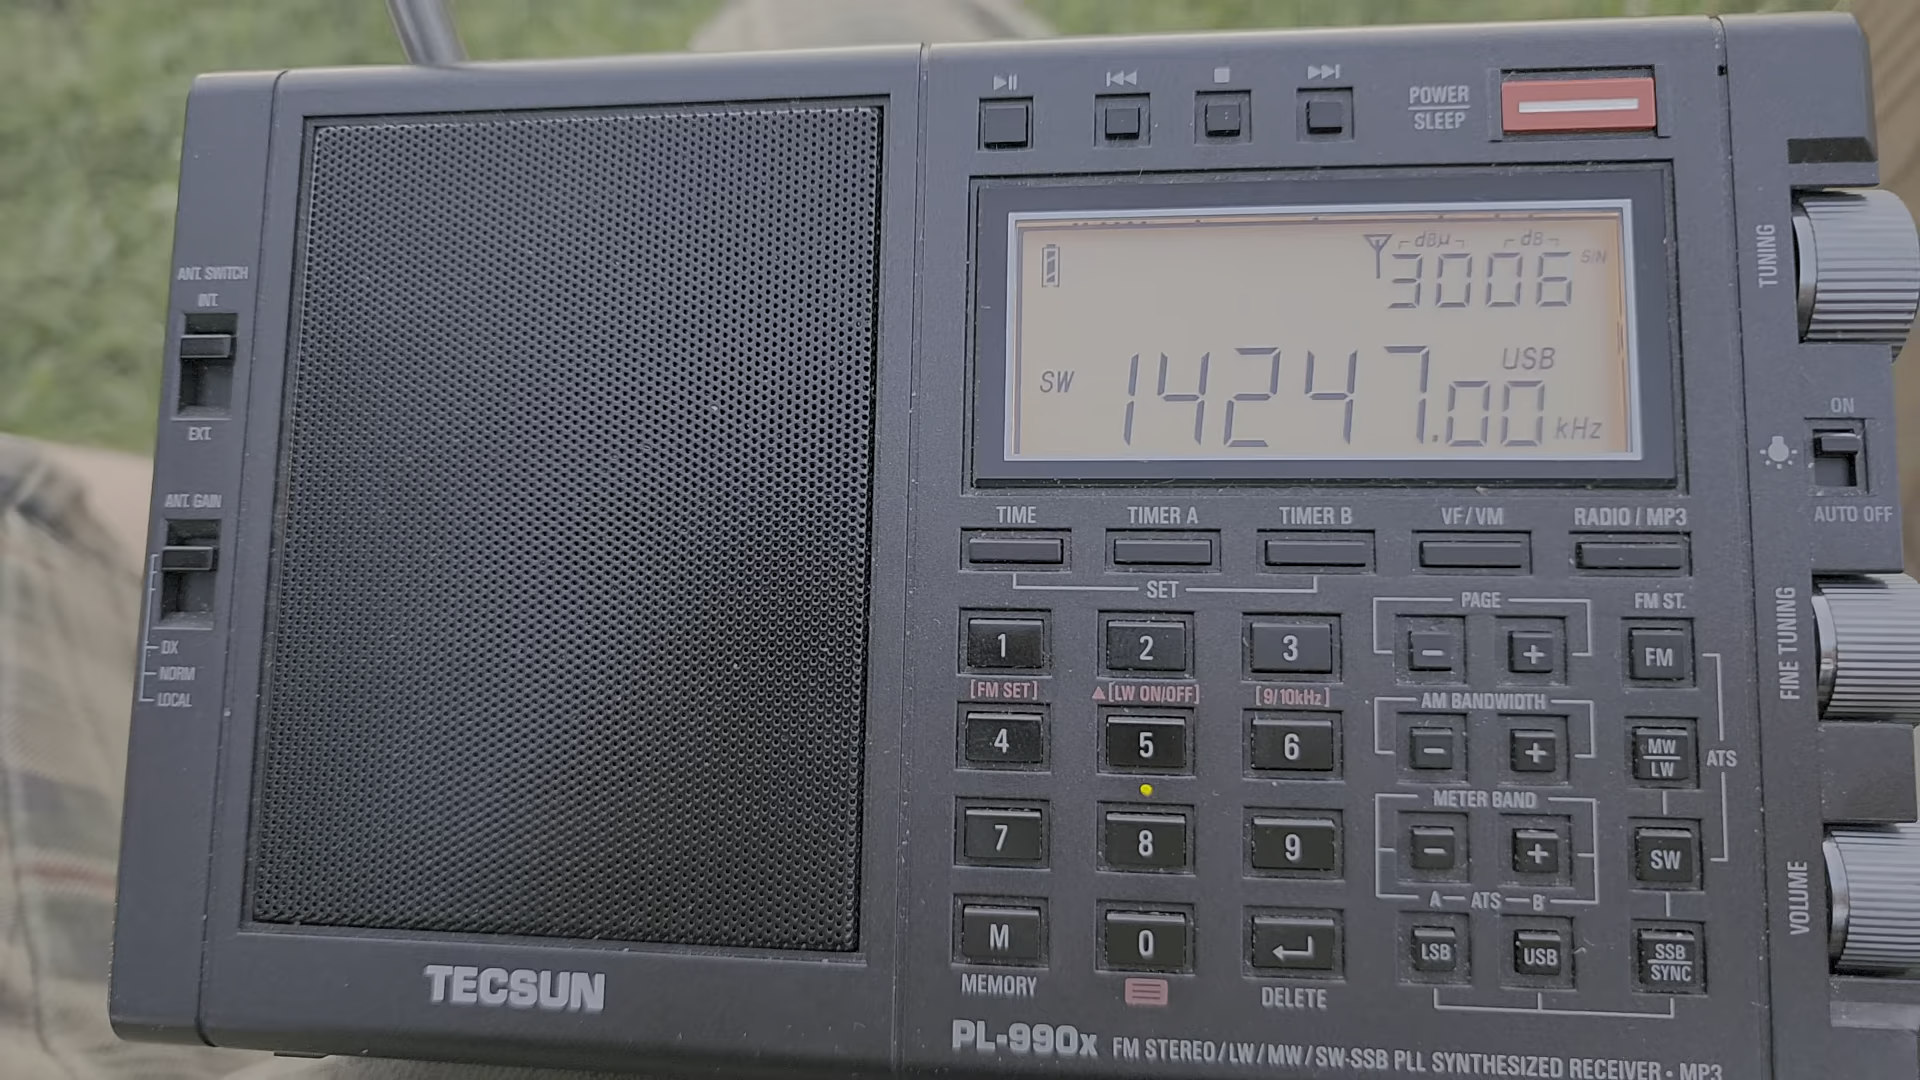 POWER
SLEEP
ANT. SWITCH
INT.
EXT.
ANT. GAIN
DX
NORM
LOCAL
dBµ dB
3006 S/N
USB
SW 14247.00 kHz
TUNING
ON
AUTO OFF
TIME TIMER A TIMER B VF/VM RADIO / MP3
SET
PAGE FM ST.
1 2 3 − + FM
[FM SET] [LW ON/OFF] [9/10kHz] AM BANDWIDTH
FINE TUNING
4 5 6 − + MW
LW
ATS
METER BAND
7 8 9 − + SW
A ATS B
VOLUME
M 0 LSB USB SSB
SYNC
MEMORY DELETE
TECSUN
PL-990x FM STEREO/LW/MW/SW-SSB PLL SYNTHESIZED RECEIVER • MP3